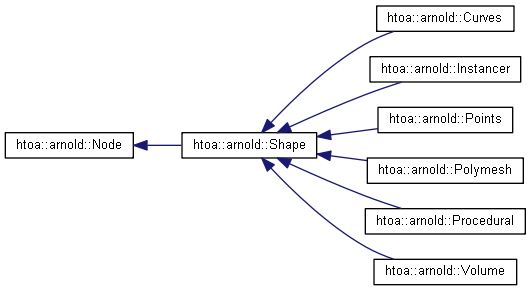 htoa::arnold::Node
htoa::arnold::Shape
htoa::arnold::Curves
htoa::arnold::Instancer
htoa::arnold::Points
htoa::arnold::Polymesh
htoa::arnold::Procedural
htoa::arnold::Volume